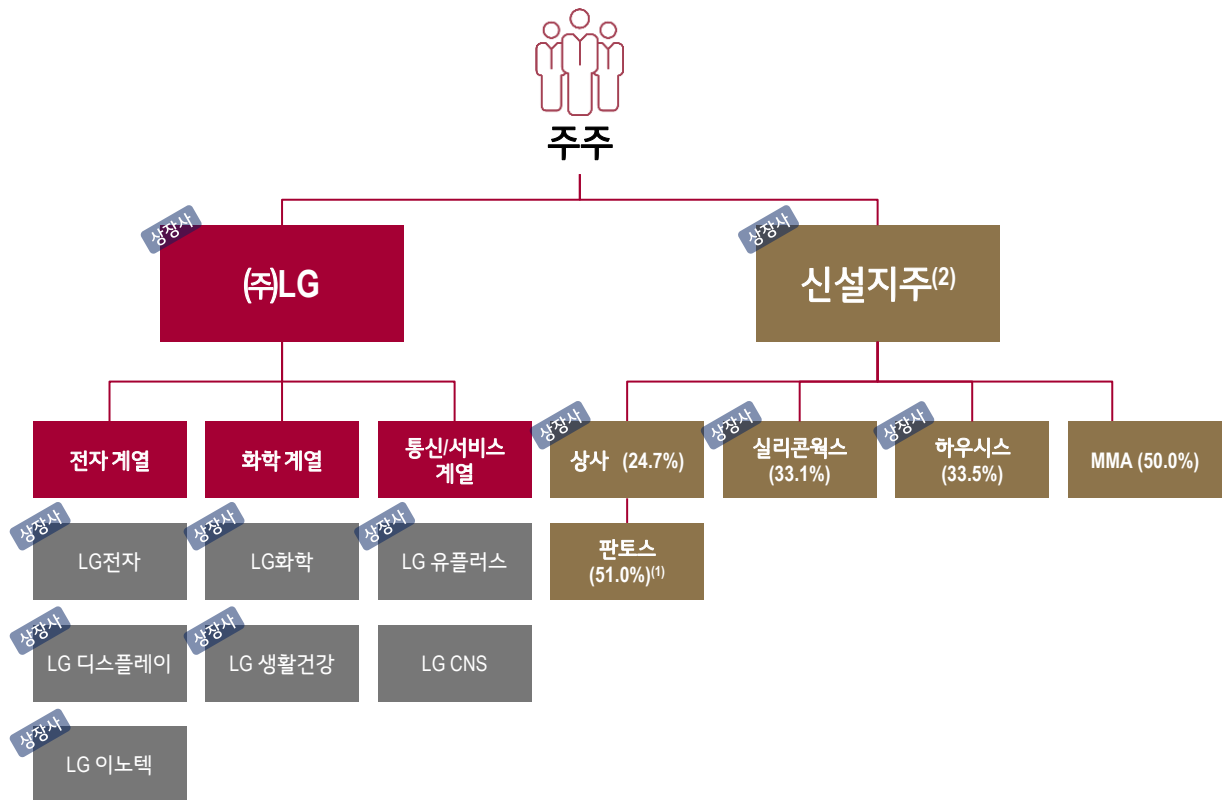 주주
상장사
㈜LG
상장사
신설지주(2)
전자 계열
화학 계열
통신/서비스
계열
상장사
상사 (24.7%)
상장사
실리콘웍스
(33.1%)
상장사
하우시스
(33.5%)
MMA (50.0%)
상장사
LG전자
상장사
LG화학
상장사
LG 유플러스
판토스
(51.0%)(1)
상장사
LG 디스플레이
상장사
LG 생활건강
LG CNS
상장사
LG 이노텍